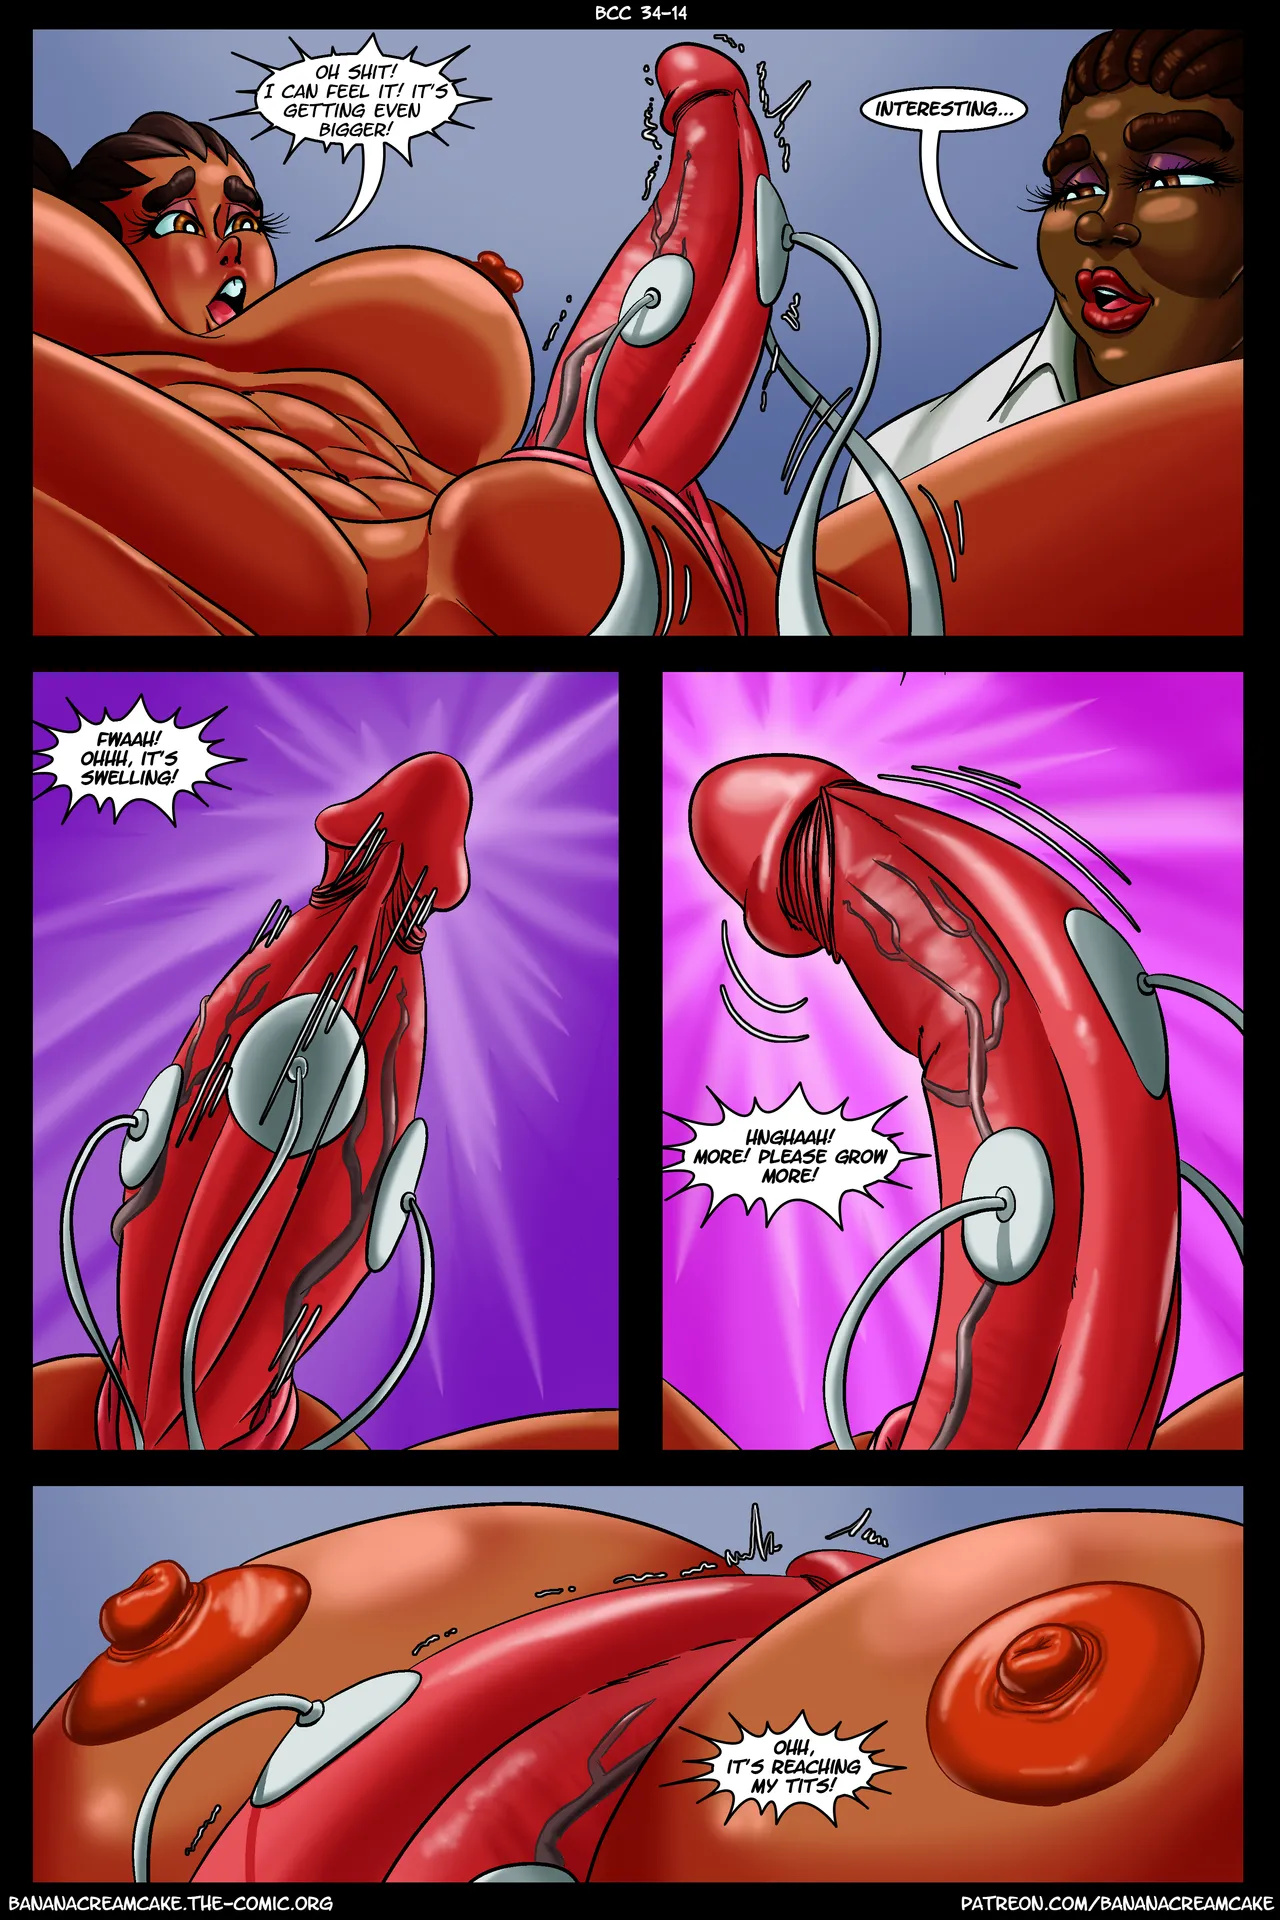 BCC 34-14
OH SHIT!
I CAN FEEL IT! IT'S
GETTING EVEN
BIGGER!
INTERESTING...
FWAAH!
OHHH, IT'S
SWELLING!
HNGHAAH!
MORE! PLEASE GROW
MORE!
OHH,
IT'S REACHING
MY TITS!
BANANACREAMCAKE.THE-COMIC.ORG
PATREON.COM/BANANACREAMCAKE